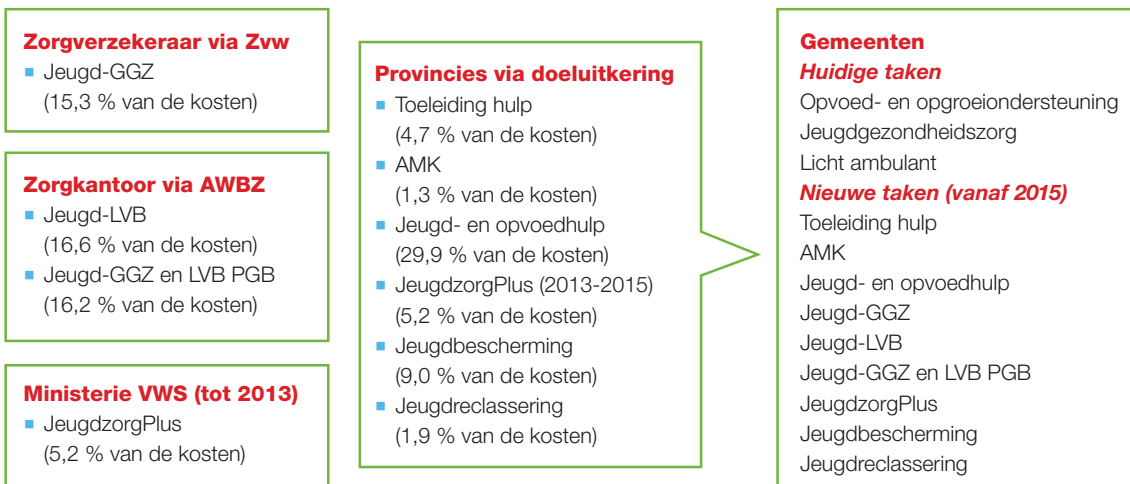 Zorgverzekeraar via Zvw
Jeugd-GGZ
(15,3 % van de kosten)
Zorgkantoor via AWBZ
Jeugd-LVB
(16,6 % van de kosten)
Jeugd-GGZ en LVB PGB
(16,2 % van de kosten)
Ministerie VWS (tot 2013)
JeugdzorgPlus
(5,2 % van de kosten)
Provincies via doeluitkering
Toeleiding hulp
(4,7 % van de kosten)
AMK
(1,3 % van de kosten)
Jeugd- en opvoedhulp
(29,9 % van de kosten)
JeugdzorgPlus (2013-2015)
(5,2 % van de kosten)
Jeugdbescherming
(9,0 % van de kosten)
Jeugdreclassering
(1,9 % van de kosten)
Gemeenten
Huidige taken
Opvoed- en opgroeiondersteuning
Jeugdgezondheidszorg
Licht ambulant
Nieuwe taken (vanaf 2015)
Toeleiding hulp
AMK
Jeugd- en opvoedhulp
Jeugd-GGZ
Jeugd-LVB
Jeugd-GGZ en LVB PGB
JeugdzorgPlus
Jeugdbescherming
Jeugdreclassering